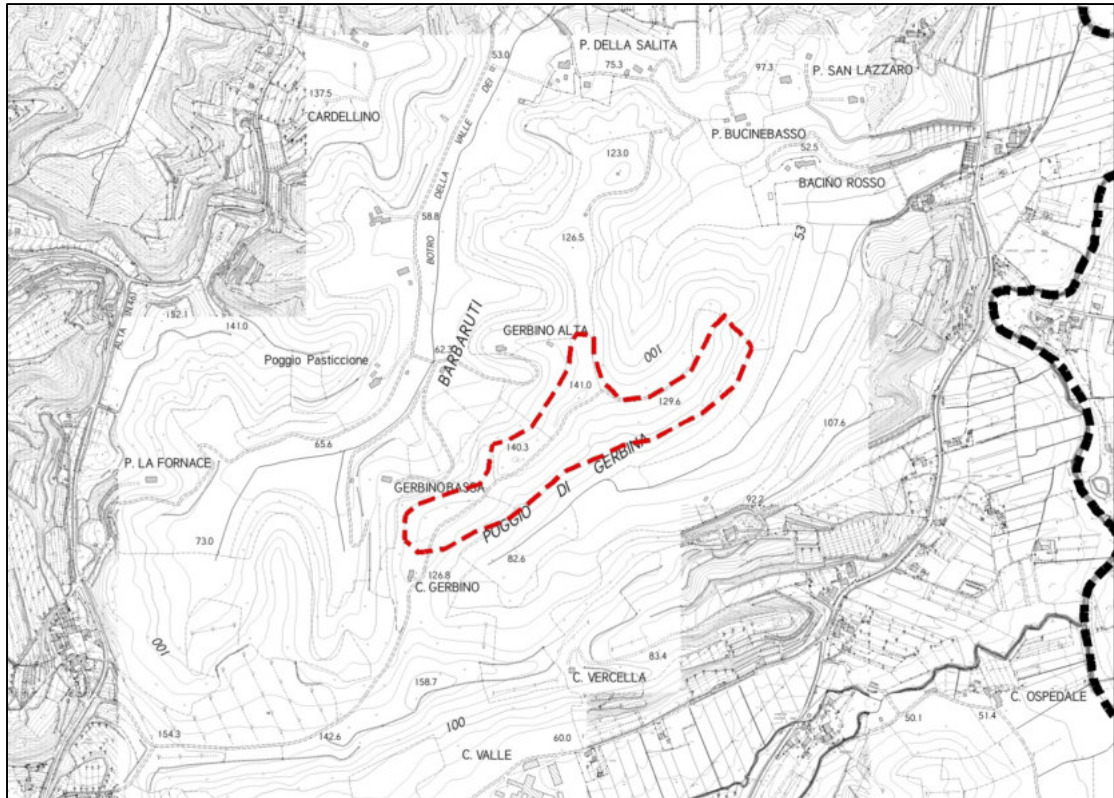 P. DELLA SALITA
53.0
75.3
97.3
P. SAN LAZZARO
137.5
CARDELLINO
DEI
VALLE
DELLA
BOTRO
P. BUCINEBASSO
52.5
BACINO ROSSO
123.0
58.8
126.5
53
152.1
141.0
ALTA
BARBARUTI
GERBINO ALTA
62.3
Poggio Pasticcione
100
141.0
129.6
107.6
65.6
140.3
P. LA FORNACE
GERBINOBASSA
POGGIO DI GERBINA
92.2
73.0
82.6
126.8
C. GERBINO
100
83.4
C. VERCELLA
158.7
C. OSPEDALE
51.4
50.1
100
154.3
142.6
60.0
C. VALLE